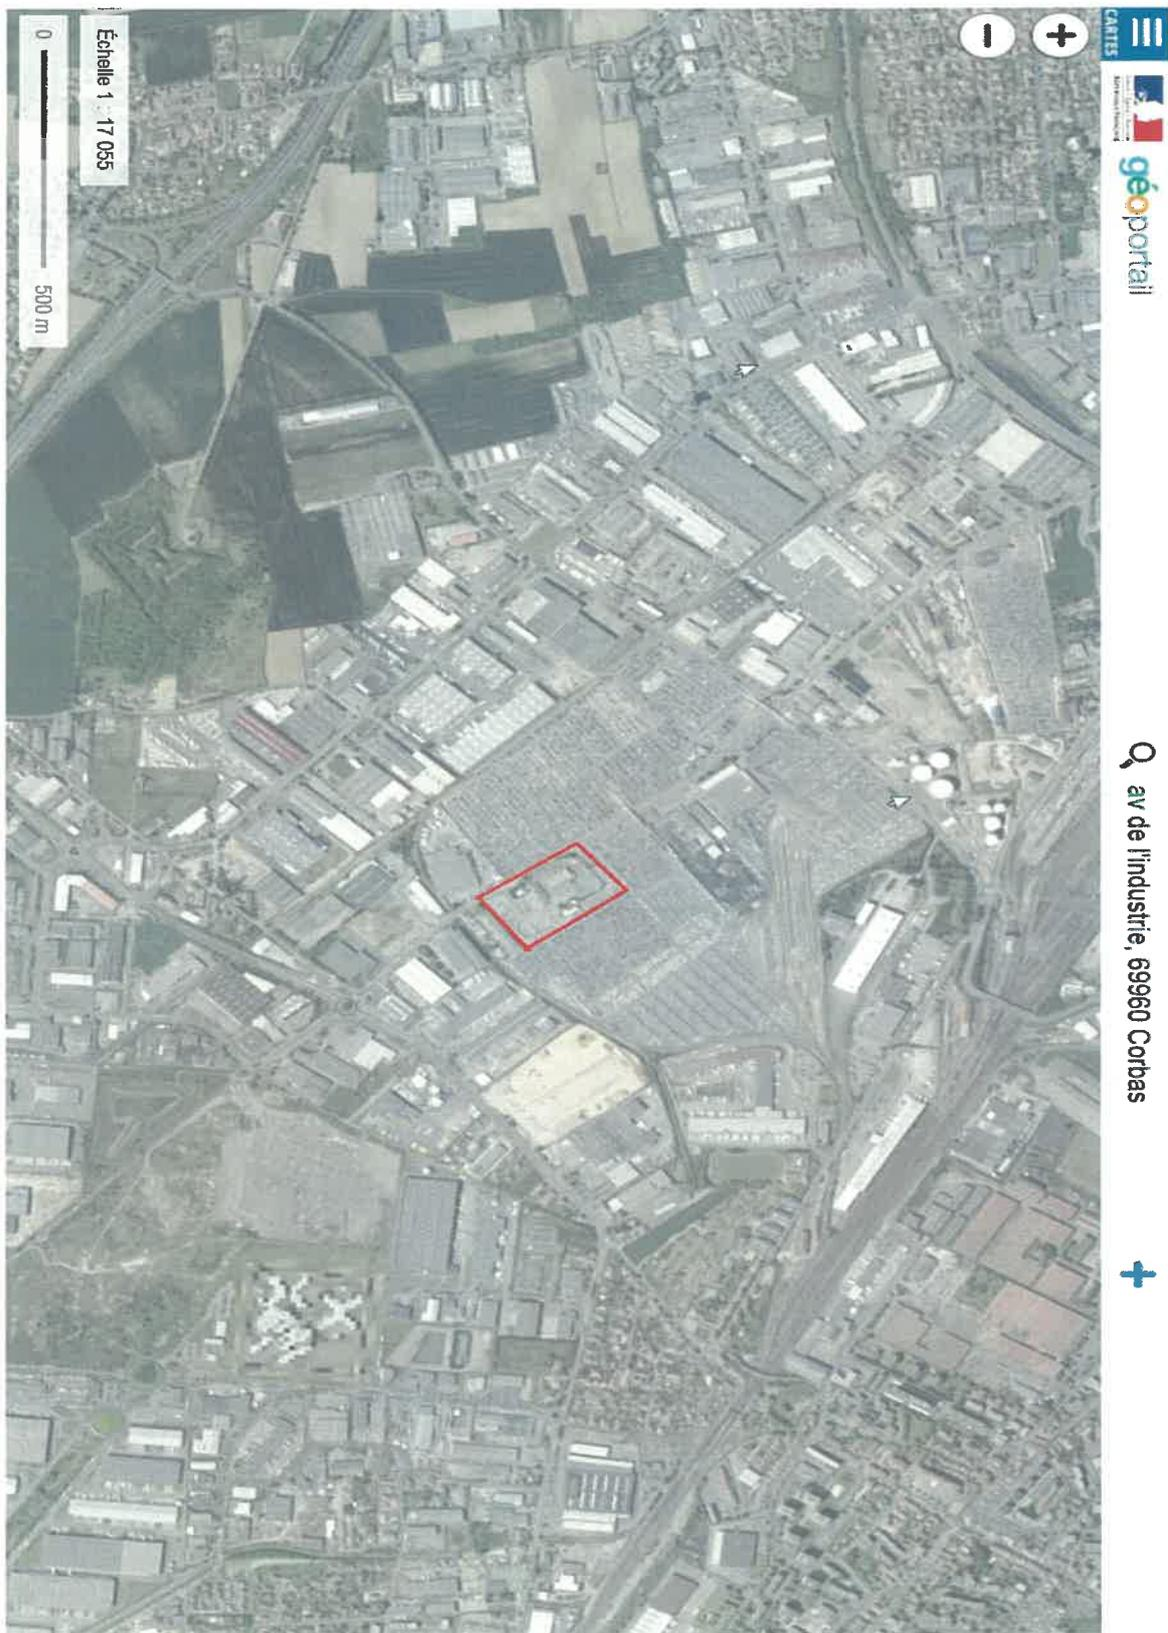 CARTES
géoportail
av de l'industrie, 69960 Corbas
Échelle 1 : 17 055
0 500 m